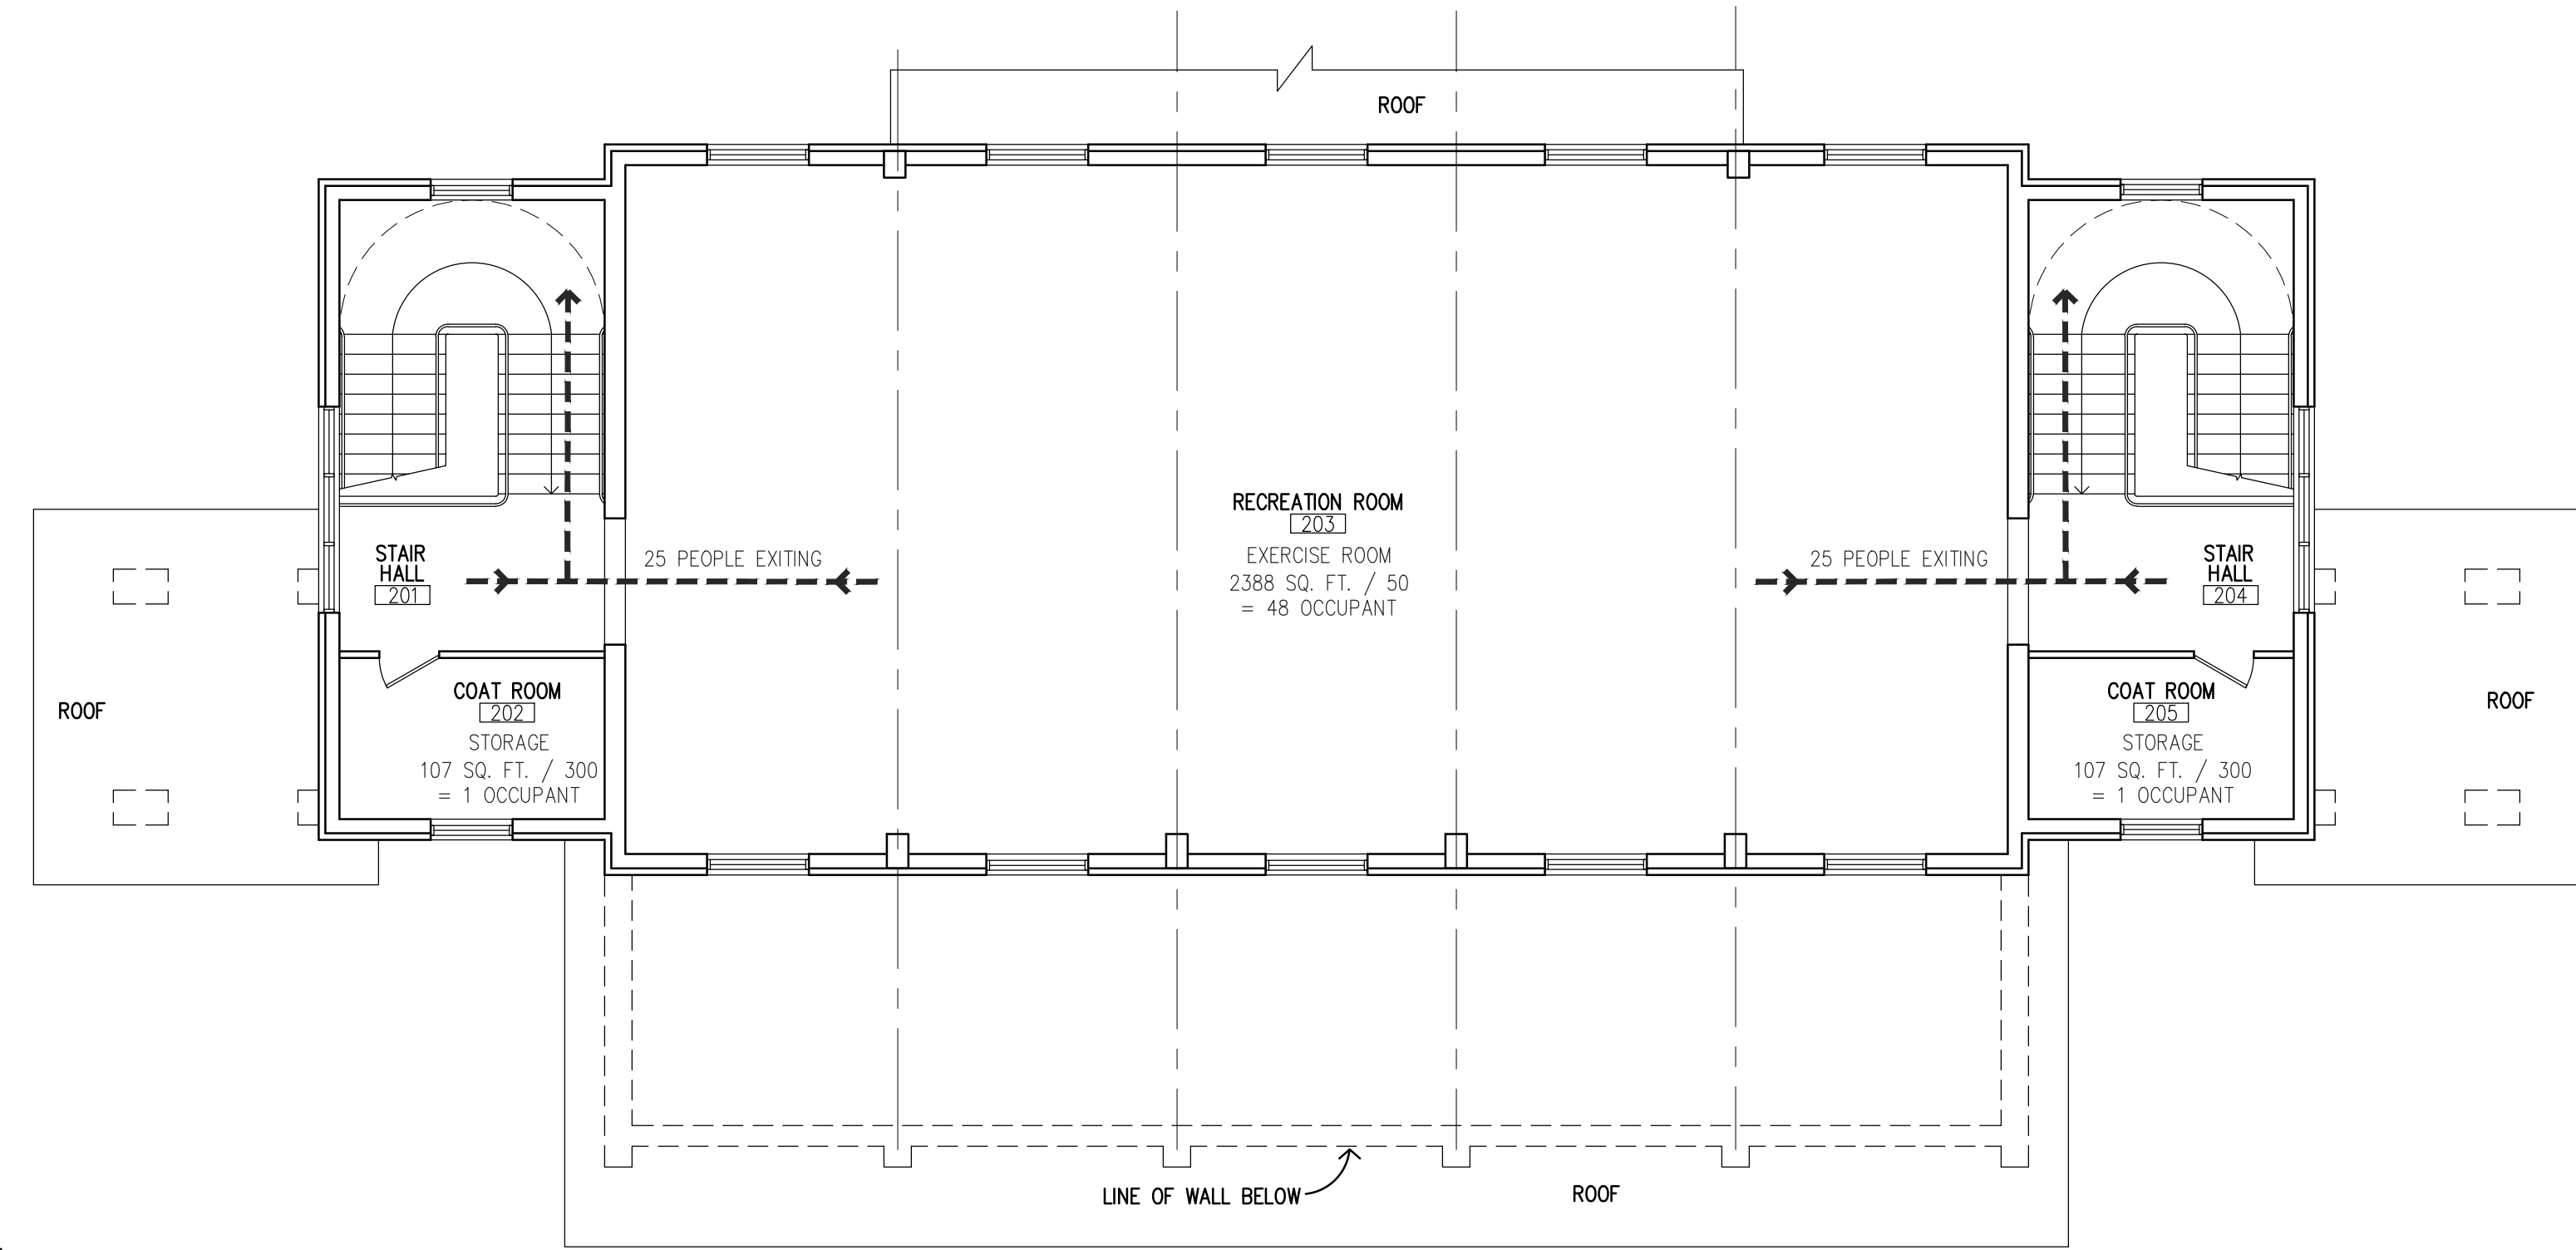 ROOF
RECREATION ROOM
203
EXERCISE ROOM
2388 SQ. FT. / 50
= 48 OCCUPANT
25 PEOPLE EXITING
25 PEOPLE EXITING
STAIR
HALL
201
STAIR
HALL
204
COAT ROOM
202
STORAGE
107 SQ. FT. / 300
= 1 OCCUPANT
COAT ROOM
205
STORAGE
107 SQ. FT. / 300
= 1 OCCUPANT
ROOF
ROOF
LINE OF WALL BELOW
ROOF